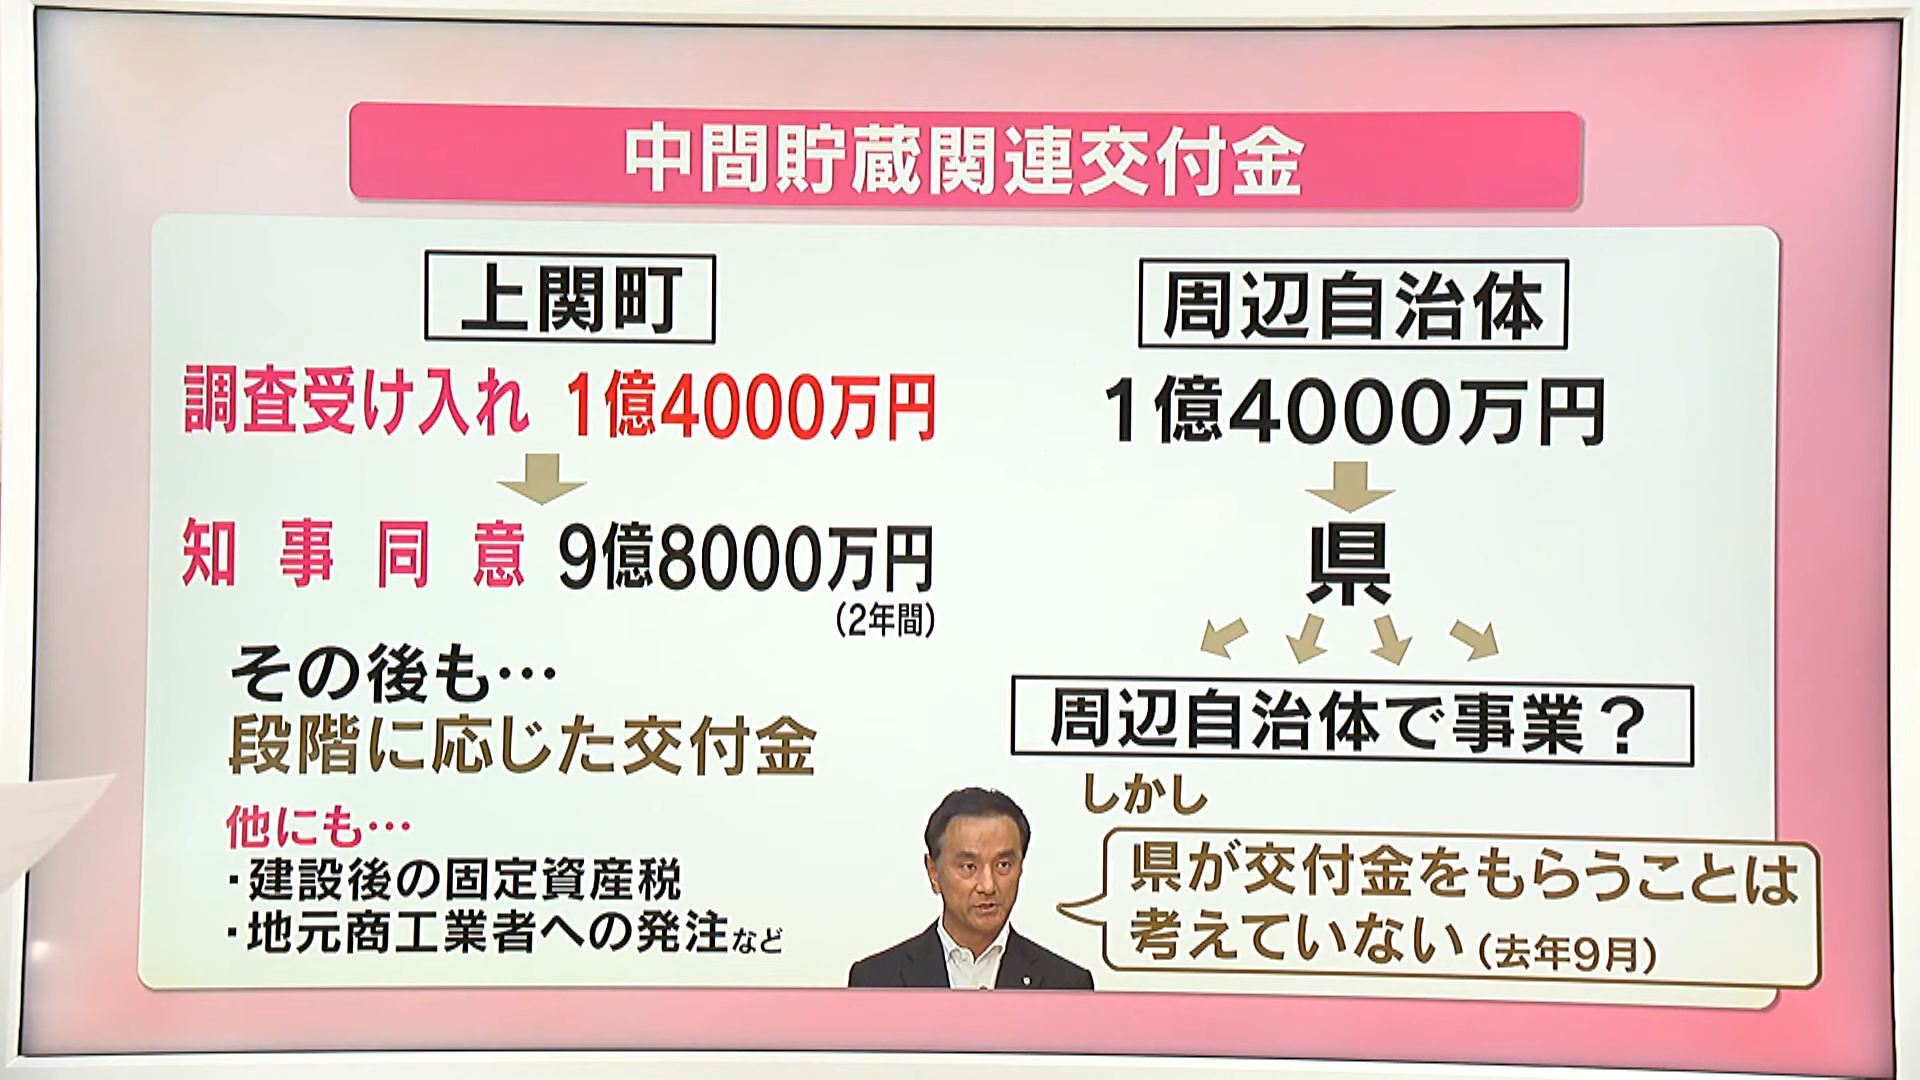 中間貯蔵関連交付金
上関町
調査受け入れ 1億4000万円
知事同意 9億8000万円
(2年間)
その後も…
段階に応じた交付金
他にも…
・建設後の固定資産税
・地元商工業者への発注など
周辺自治体
1億4000万円
県
周辺自治体で事業？
しかし
県が交付金をもらうことは
考えていない(去年9月)